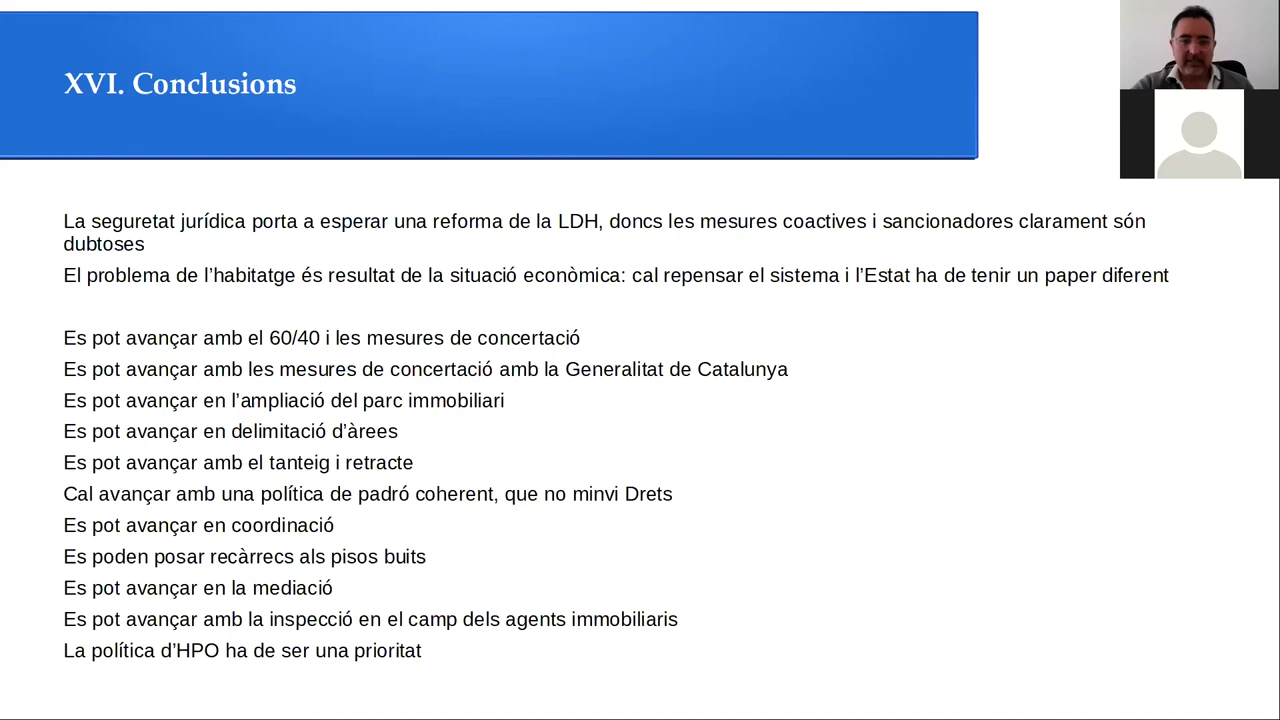 XVI. Conclusions
La seguretat jurídica porta a esperar una reforma de la LDH, doncs les mesures coactives i sancionadores clarament són
dubtoses
El problema de l’habitatge és resultat de la situació econòmica: cal repensar el sistema i l’Estat ha de tenir un paper diferent
Es pot avançar amb el 60/40 i les mesures de concertació
Es pot avançar amb les mesures de concertació amb la Generalitat de Catalunya
Es pot avançar en l’ampliació del parc immobiliari
Es pot avançar en delimitació d’àrees
Es pot avançar amb el tanteig i retracte
Cal avançar amb una política de padró coherent, que no minvi Drets
Es pot avançar en coordinació
Es poden posar recàrrecs als pisos buits
Es pot avançar en la mediació
Es pot avançar amb la inspecció en el camp dels agents immobiliaris
La política d’HPO ha de ser una prioritat